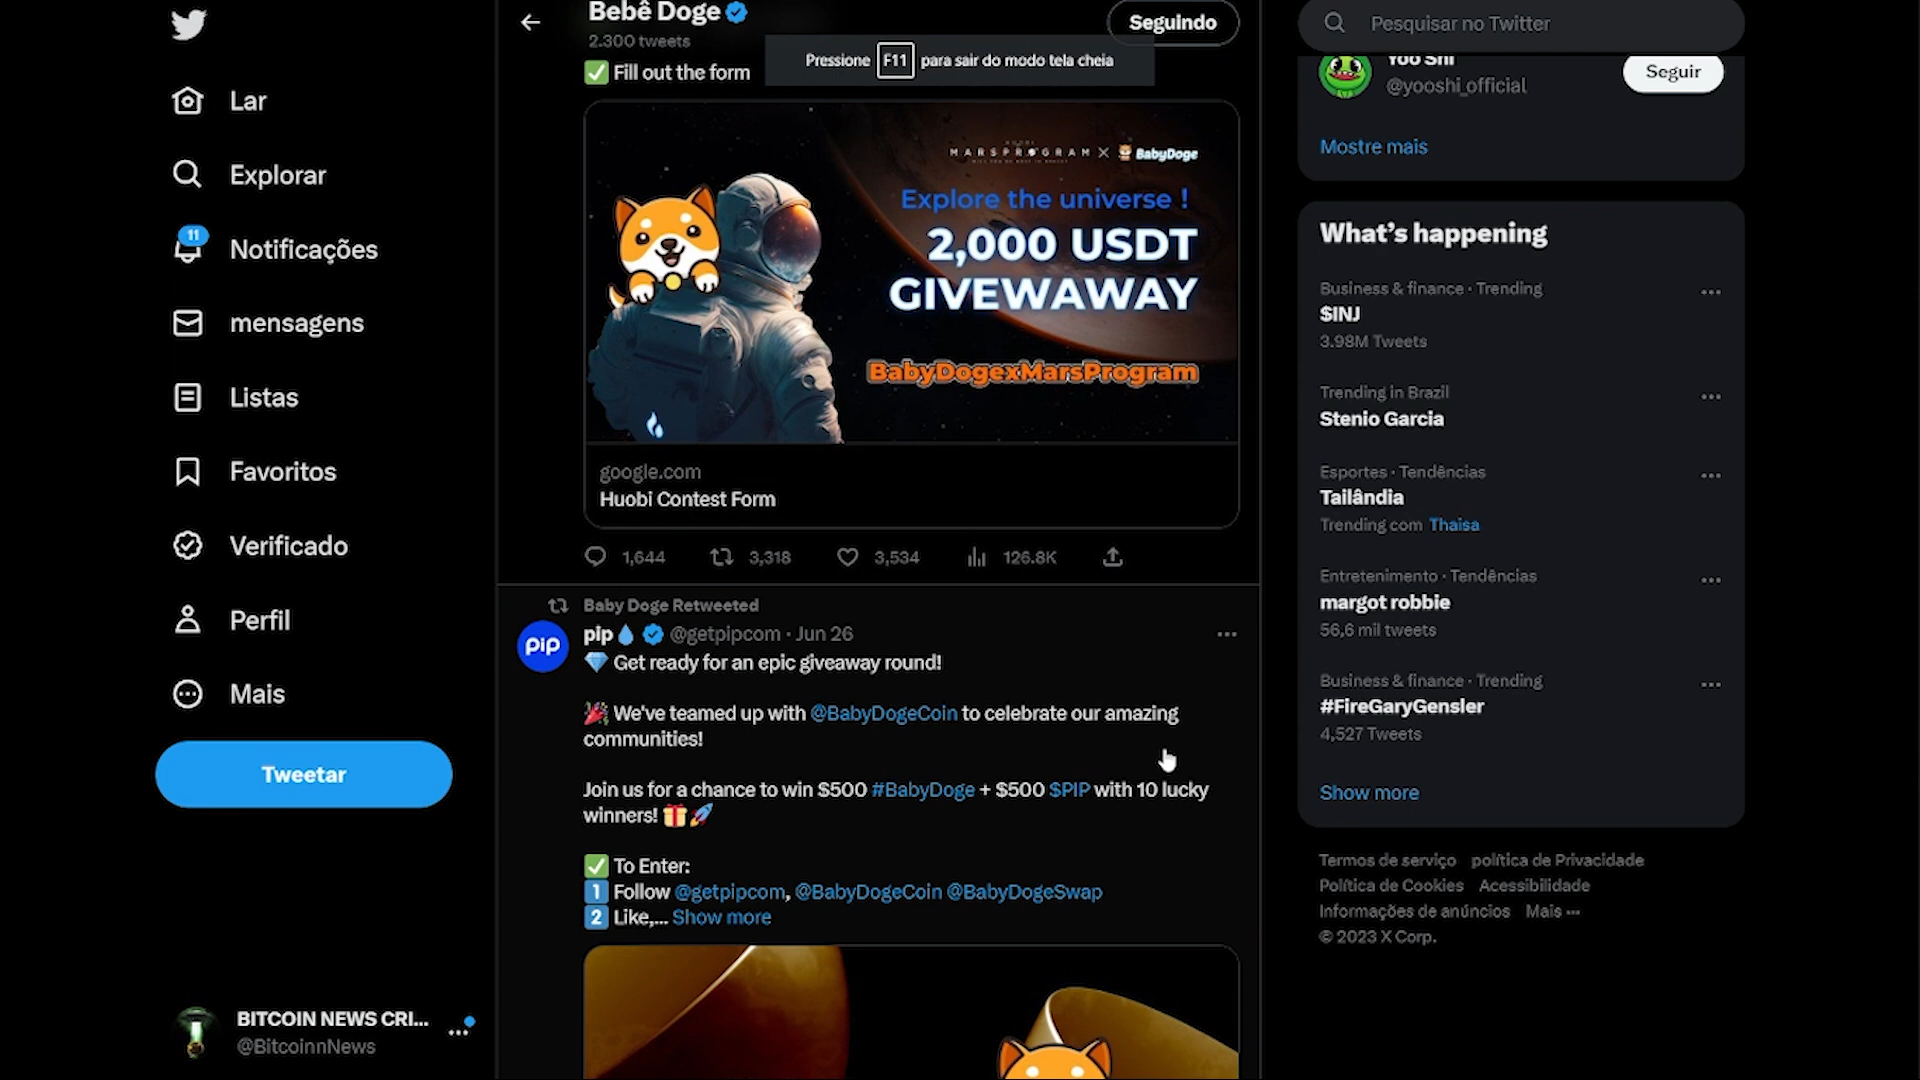 Lar
Explorar
11
Notificações
mensagens
Listas
Favoritos
Verificado
Perfil
Mais
Tweetar
BITCOIN NEWS CRI...
@BitcoinnNews
Bebê Doge
2.300 tweets
Seguindo
Pressione F11 para sair do modo tela cheia
✅ Fill out the form
MARSPROGRAM X BabyDoge
Explore the universe !
2,000 USDT
GIVEWAWAY
BabyDogexMarsProgram
google.com
Huobi Contest Form
1,644 3,318 3,534 126.8K
Baby Doge Retweeted
pip
pip💧 @getpipcom · Jun 26
💎 Get ready for an epic giveaway round!
🎉 We've teamed up with @BabyDogeCoin to celebrate our amazing
communities!
Join us for a chance to win $500 #BabyDoge + $500 $PIP with 10 lucky
winners! 🎁🚀
✅ To Enter:
1️⃣ Follow @getpipcom, @BabyDogeCoin @BabyDogeSwap
2️⃣ Like,... Show more
Pesquisar no Twitter
Yoo Shi
@yooshi_official
Seguir
Mostre mais
What's happening
Business & finance · Trending
$INJ
3.98M Tweets
Trending in Brazil
Stenio Garcia
Esportes · Tendências
Tailândia
Trending com Thaisa
Entretenimento · Tendências
margot robbie
56,6 mil tweets
Business & finance · Trending
#FireGaryGensler
4,527 Tweets
Show more
Termos de serviço política de Privacidade
Política de Cookies Acessibilidade
Informações de anúncios Mais ···
© 2023 X Corp.